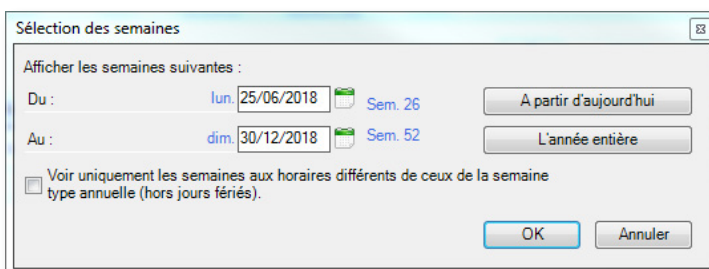 Sélection des semaines
Afficher les semaines suivantes :
Du : lun. 25/06/2018 Sem. 26 A partir d'aujourd'hui
Au : dim. 30/12/2018 Sem. 52 L'année entière
Voir uniquement les semaines aux horaires différents de ceux de la semaine
type annuelle (hors jours fériés).
OK Annuler